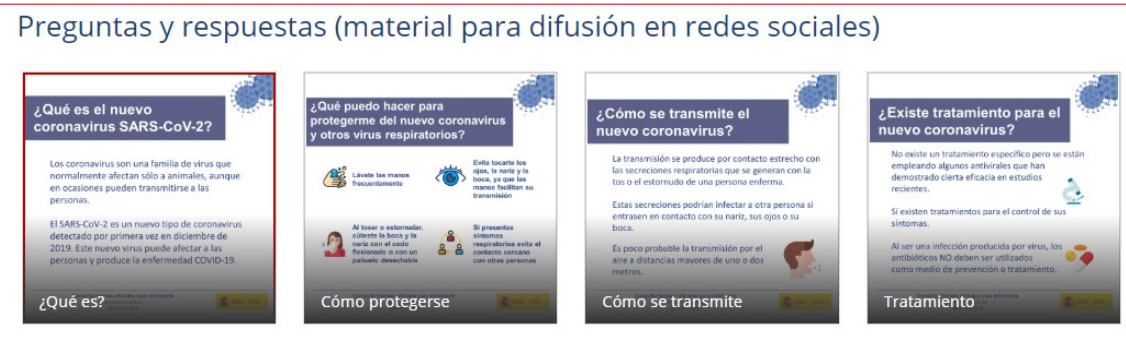 Preguntas y respuestas (material para difusión en redes sociales)
¿Qué es el nuevo
coronavirus SARS-CoV-2?
Los coronavirus son una familia de virus que
normalmente afectan sólo a animales, aunque
en ocasiones pueden transmitirse a las
personas.
El SARS-CoV-2 es un nuevo tipo de coronavirus
detectado por primera vez en diciembre de
2019. Este nuevo virus puede afectar a las
personas y produce la enfermedad COVID-19.
¿Qué es?
¿Qué puedo hacer para
protegerme del nuevo coronavirus
y otros virus respiratorios?
Lávate las manos
frecuentemente
Evita tocarte los
ojos, la nariz y la
boca, ya que las
manos facilitan su
transmisión
Al toser o estornudar,
cúbrete la boca y la
nariz con el codo
flexionado o con un
pañuelo desechable
Si presentas
síntomas
respiratorios evita el
contacto cercano
con otras personas
Cómo protegerse
¿Cómo se transmite el
nuevo coronavirus?
La transmisión se produce por contacto estrecho con
las secreciones respiratorias que se generan con la
tos o el estornudo de una persona enferma.
Estas secreciones podrían infectar a otra persona si
entrasen en contacto con su nariz, sus ojos o su
boca.
Es poco probable la transmisión por el
aire a distancias mayores de uno o dos
metros.
Cómo se transmite
¿Existe tratamiento para el
nuevo coronavirus?
No existe un tratamiento específico pero se están
empleando algunos antivirales que han
demostrado cierta eficacia en estudios
recientes.
Sí existen tratamientos para el control de sus
síntomas.
Al ser una infección producida por virus, los
antibióticos NO deben ser utilizados
como medio de prevención o tratamiento.
Tratamiento